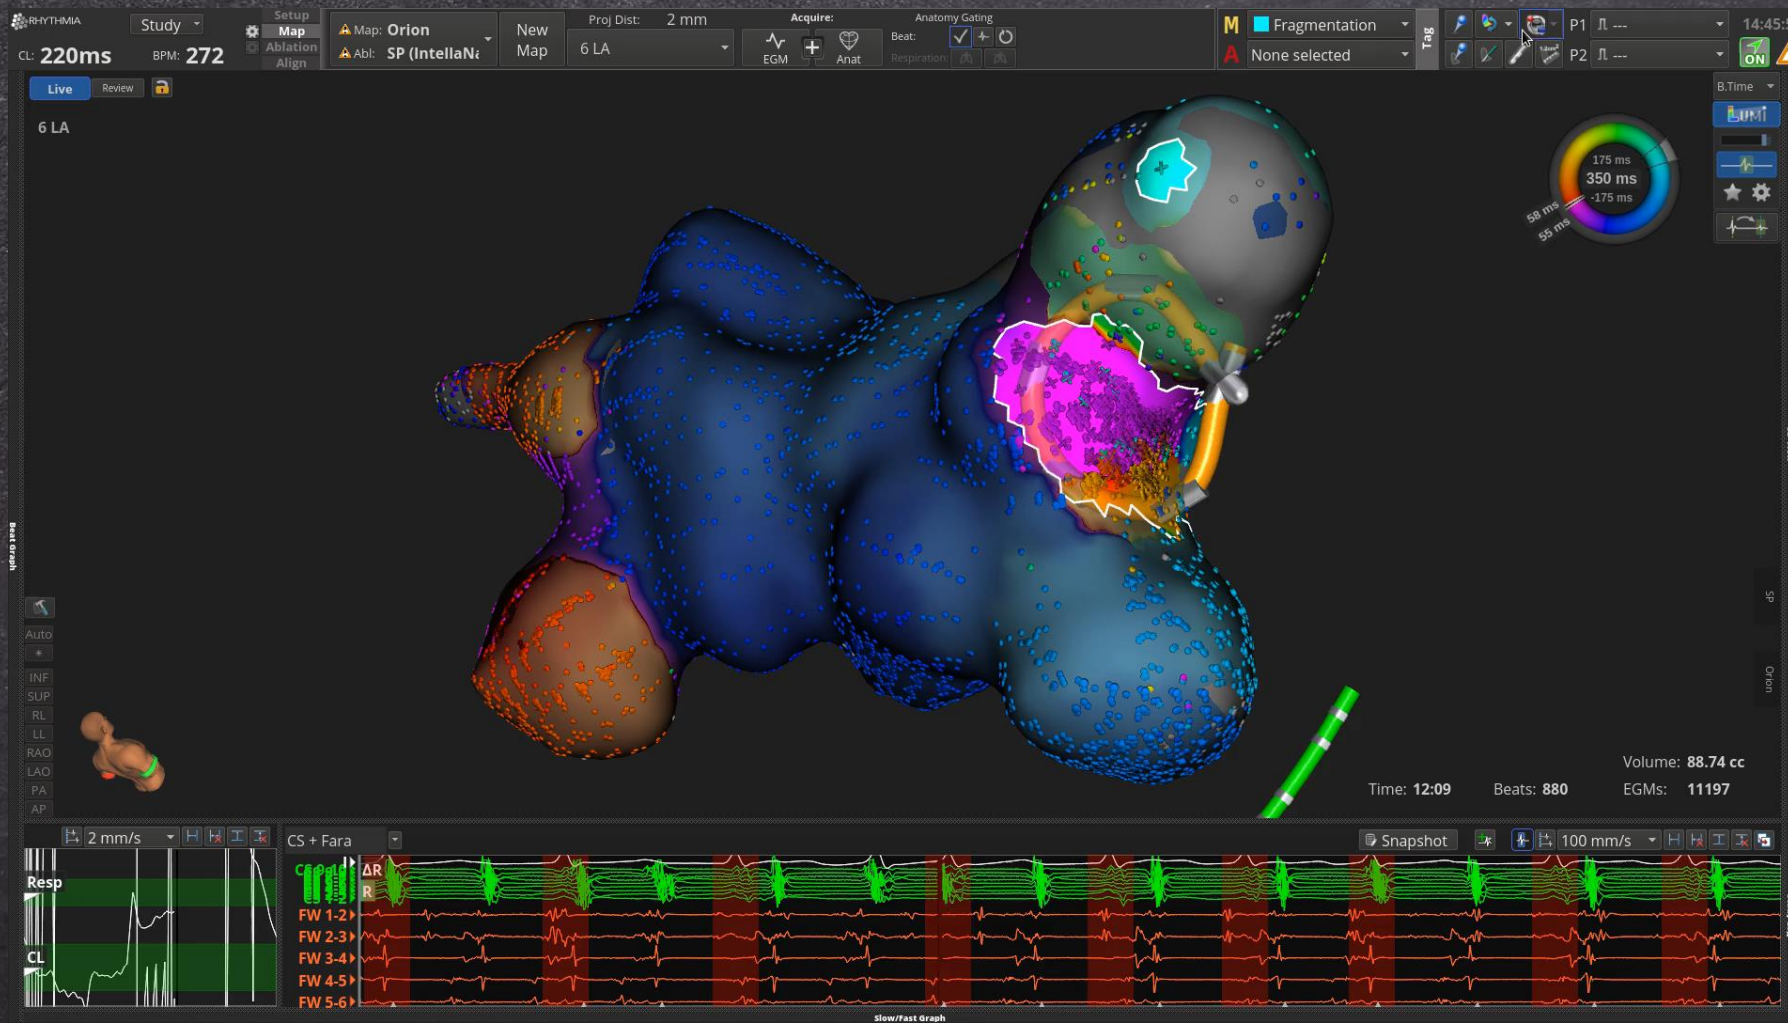 RHYTHMIA
Study
Setup
Map
Ablation
Align
CL: 220ms
BPM: 272
Map: Orion
Abl: SP (IntellaNa
New
Map
Proj Dist: 2 mm
6 LA
Acquire:
EGM
Anat
Anatomy Gating
Beat:
Respiration:
M
Fragmentation
A
None selected
Tag
P1
---
P2
---
14:45:
ON
Live
Review
6 LA
B.Time
LUMI
175 ms
350 ms
-175 ms
58 ms
55 ms
Beat Graph
SP
Orion
Auto
INF
SUP
RL
LL
RAO
LAO
PA
AP
Volume: 88.74 cc
Time: 12:09
Beats: 880
EGMs: 11197
2 mm/s
CS + Fara
Snapshot
100 mm/s
Resp
CL
ΔR
R
FW 1-2
FW 2-3
FW 3-4
FW 4-5
FW 5-6
Slow/Fast Graph